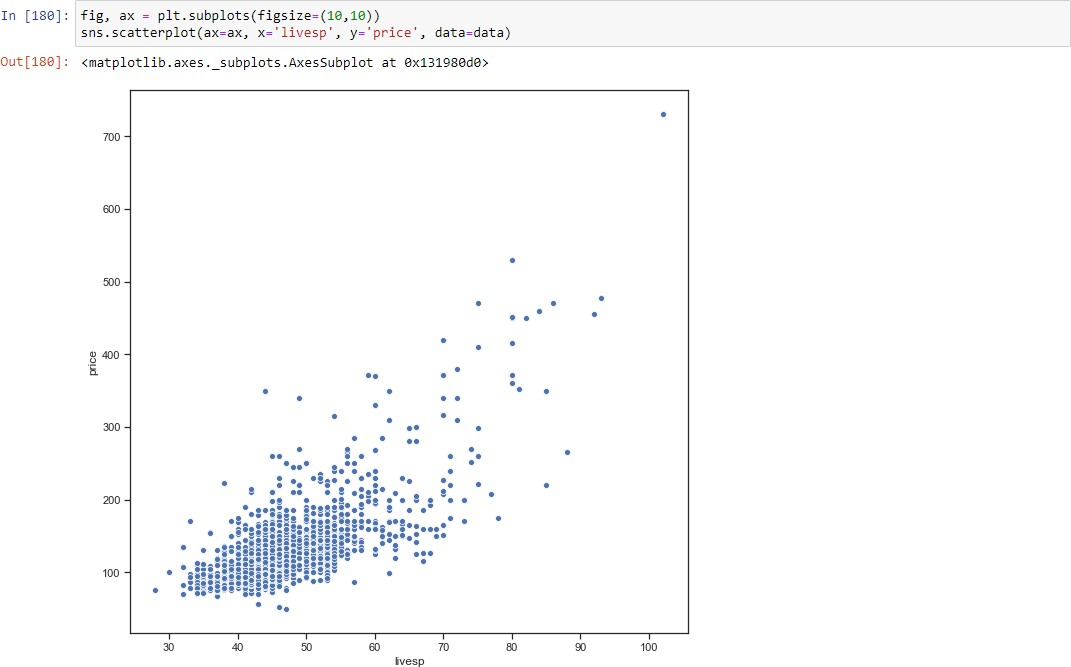 In [180]: fig, ax = plt.subplots(figsize=(10,10))
sns.scatterplot(ax=ax, x='livesp', y='price', data=data)
Out[180]: <matplotlib.axes._subplots.AxesSubplot at 0x131980d0>
700
600
500
400
300
200
100
price
30 40 50 60 70 80 90 100
livesp